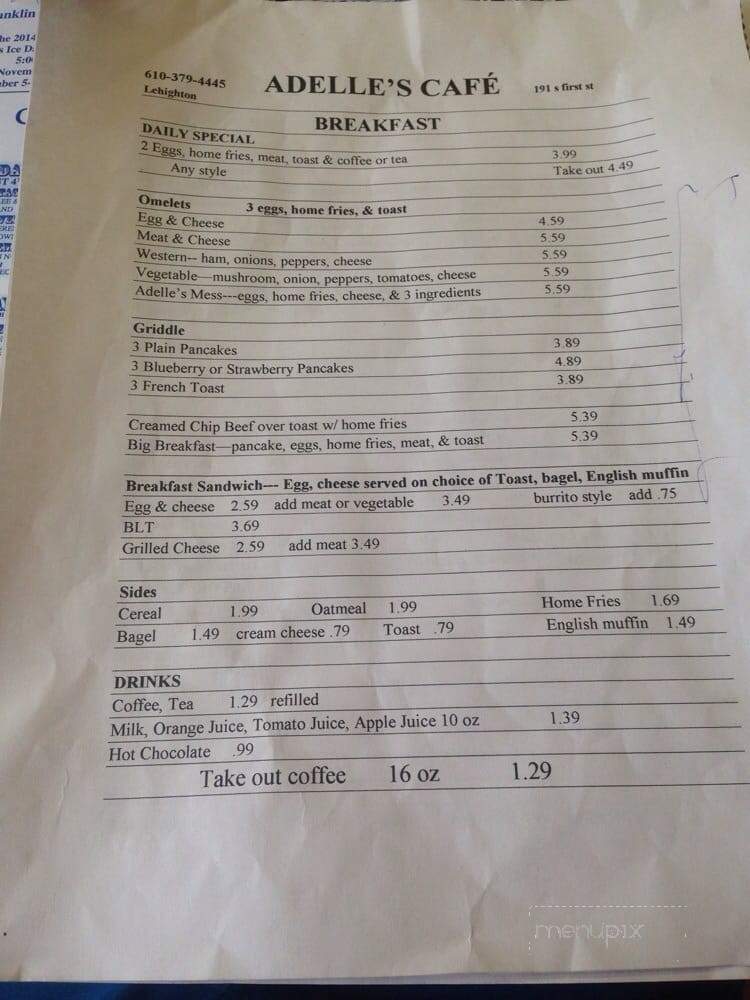 anklin
he 2014
s Ice D
5:0
Novem
ber 5-
C
610-379-4445 ADELLE'S CAFÉ 191 s first st
Lehighton
BREAKFAST
DAILY SPECIAL
2 Eggs, home fries, meat, toast & coffee or tea 3.99
Any style Take out 4.49
Omelets 3 eggs, home fries, & toast
Egg & Cheese 4.59
Meat & Cheese 5.59
Western-- ham, onions, peppers, cheese 5.59
Vegetable—mushroom, onion, peppers, tomatoes, cheese 5.59
Adelle's Mess---eggs, home fries, cheese, & 3 ingredients 5.59
Griddle
3 Plain Pancakes 3.89
3 Blueberry or Strawberry Pancakes 4.89
3 French Toast 3.89
Creamed Chip Beef over toast w/ home fries 5.39
Big Breakfast—pancake, eggs, home fries, meat, & toast 5.39
Breakfast Sandwich--- Egg, cheese served on choice of Toast, bagel, English muffin
Egg & cheese 2.59 add meat or vegetable 3.49 burrito style add .75
BLT 3.69
Grilled Cheese 2.59 add meat 3.49
Sides
Cereal 1.99 Oatmeal 1.99 Home Fries 1.69
Bagel 1.49 cream cheese .79 Toast .79 English muffin 1.49
DRINKS
Coffee, Tea 1.29 refilled
Milk, Orange Juice, Tomato Juice, Apple Juice 10 oz 1.39
Hot Chocolate .99
Take out coffee 16 oz 1.29
menupix